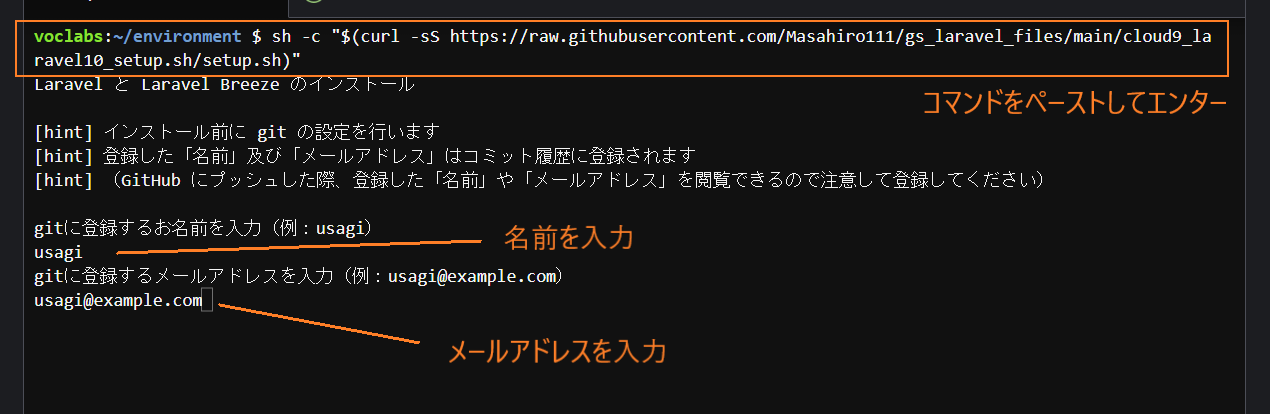 voclabs:~/environment $ sh -c "$(curl -sS https://raw.githubusercontent.com/Masahiro111/gs_laravel_files/main/cloud9_la
ravel10_setup.sh/setup.sh)"
Laravel と Laravel Breeze のインストール
コマンドをペーストしてエンター
[hint] インストール前に git の設定を行います
[hint] 登録した「名前」及び「メールアドレス」はコミット履歴に登録されます
[hint] （GitHub にプッシュした際、登録した「名前」や「メールアドレス」を閲覧できるので注意して登録してください）
gitに登録するお名前を入力（例：usagi）
usagi
名前を入力
gitに登録するメールアドレスを入力（例：usagi@example.com）
usagi@example.com
メールアドレスを入力